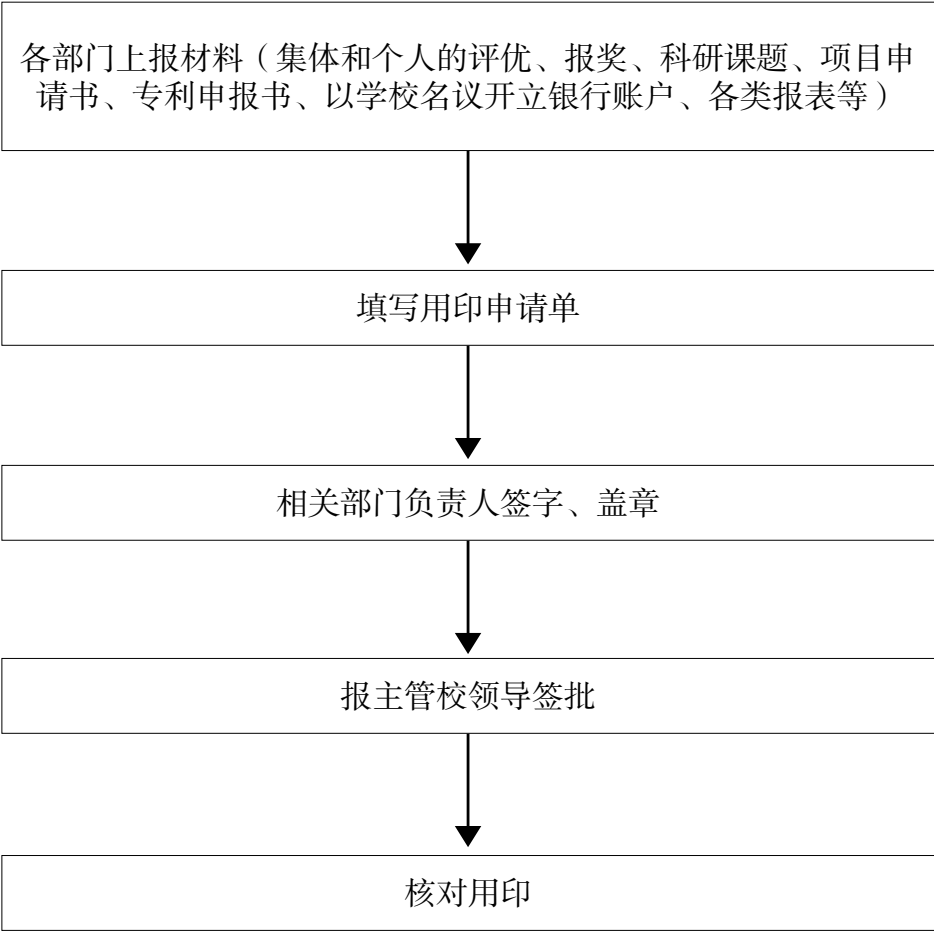 各部门上报材料（集体和个人的评优、报奖、科研课题、项目申
请书、专利申报书、以学校名议开立银行账户、各类报表等）
填写用印申请单
相关部门负责人签字、盖章
报主管校领导签批
核对用印